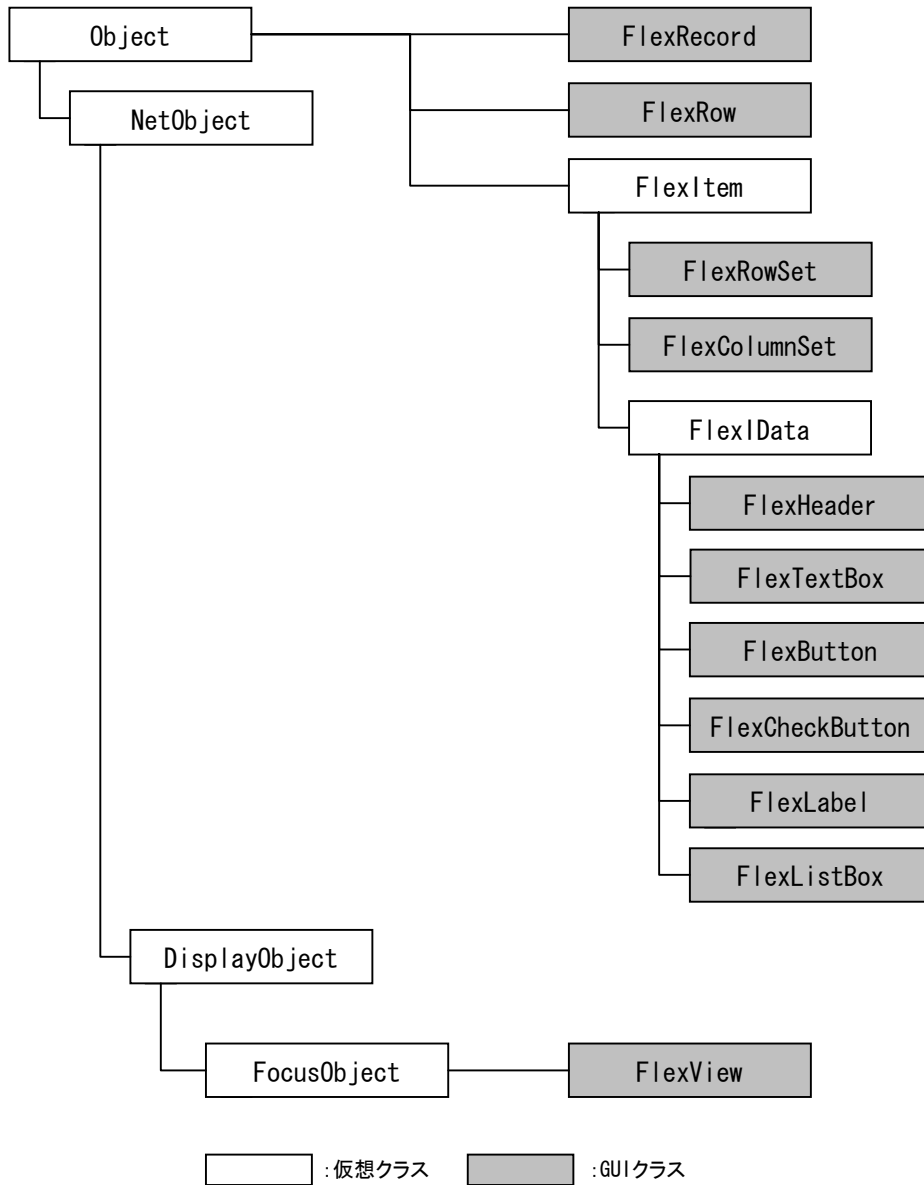 Object
FlexRecord
NetObject
FlexRow
FlexItem
FlexRowSet
FlexColumnSet
FlexIData
FlexHeader
FlexTextBox
FlexButton
FlexCheckButton
FlexLabel
FlexListBox
DisplayObject
FocusObject
FlexView
:仮想クラス
:GUIクラス